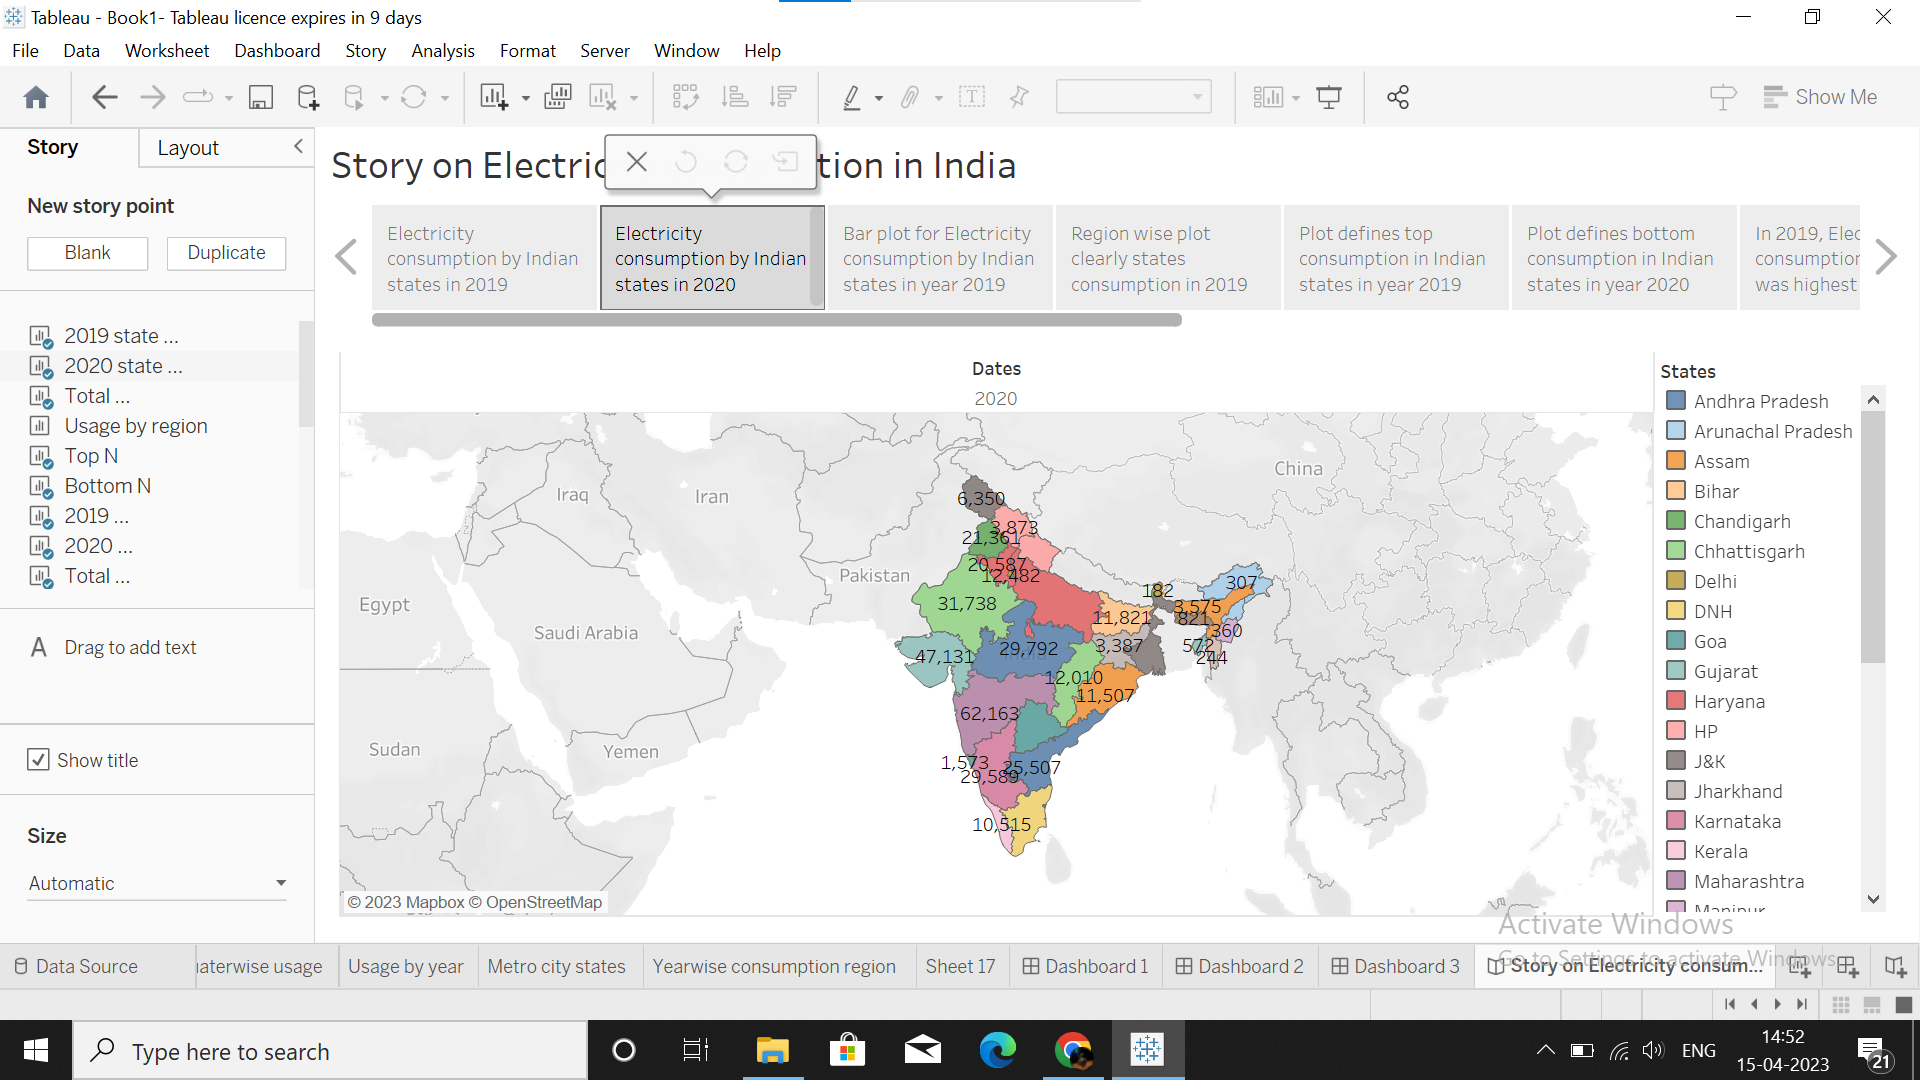 Tableau - Book1- Tableau licence expires in 9 days
File Data Worksheet Dashboard Story Analysis Format Server Window Help
Show Me
Story Layout
New story point
Blank Duplicate
2019 state ...
2020 state ...
Total ...
Usage by region
Top N
Bottom N
2019 ...
2020 ...
Total ...
A Drag to add text
Show title
Size
Automatic
Story on Electric tion in India
Electricity
consumption by Indian
states in 2019
Electricity
consumption by Indian
states in 2020
Bar plot for Electricity
consumption by Indian
states in year 2019
Region wise plot
clearly states
consumption in 2019
Plot defines top
consumption in Indian
states in year 2019
Plot defines bottom
consumption in Indian
states in year 2020
In 2019, Elec
consumption
was highest
Dates
2020
China
Iraq
Iran
Pakistan
Egypt
Saudi Arabia
Sudan
Yemen
6,350
3,873
21,361
20,587
12,482
31,738
182
307
3,575
11,821
821
360
47,131
29,792
3,387
572
244
12,010
11,507
62,163
1,573
25,507
29,589
10,515
© 2023 Mapbox © OpenStreetMap
States
Andhra Pradesh
Arunachal Pradesh
Assam
Bihar
Chandigarh
Chhattisgarh
Delhi
DNH
Goa
Gujarat
Haryana
HP
J&K
Jharkhand
Karnataka
Kerala
Maharashtra
Manipur
Activate Windows
Go to Settings to activate Windows
Data Source aterwise usage Usage by year Metro city states Yearwise consumption region Sheet 17 Dashboard 1 Dashboard 2 Dashboard 3 Story on Electricity consum...
Type here to search
ENG
14:52
15-04-2023
21